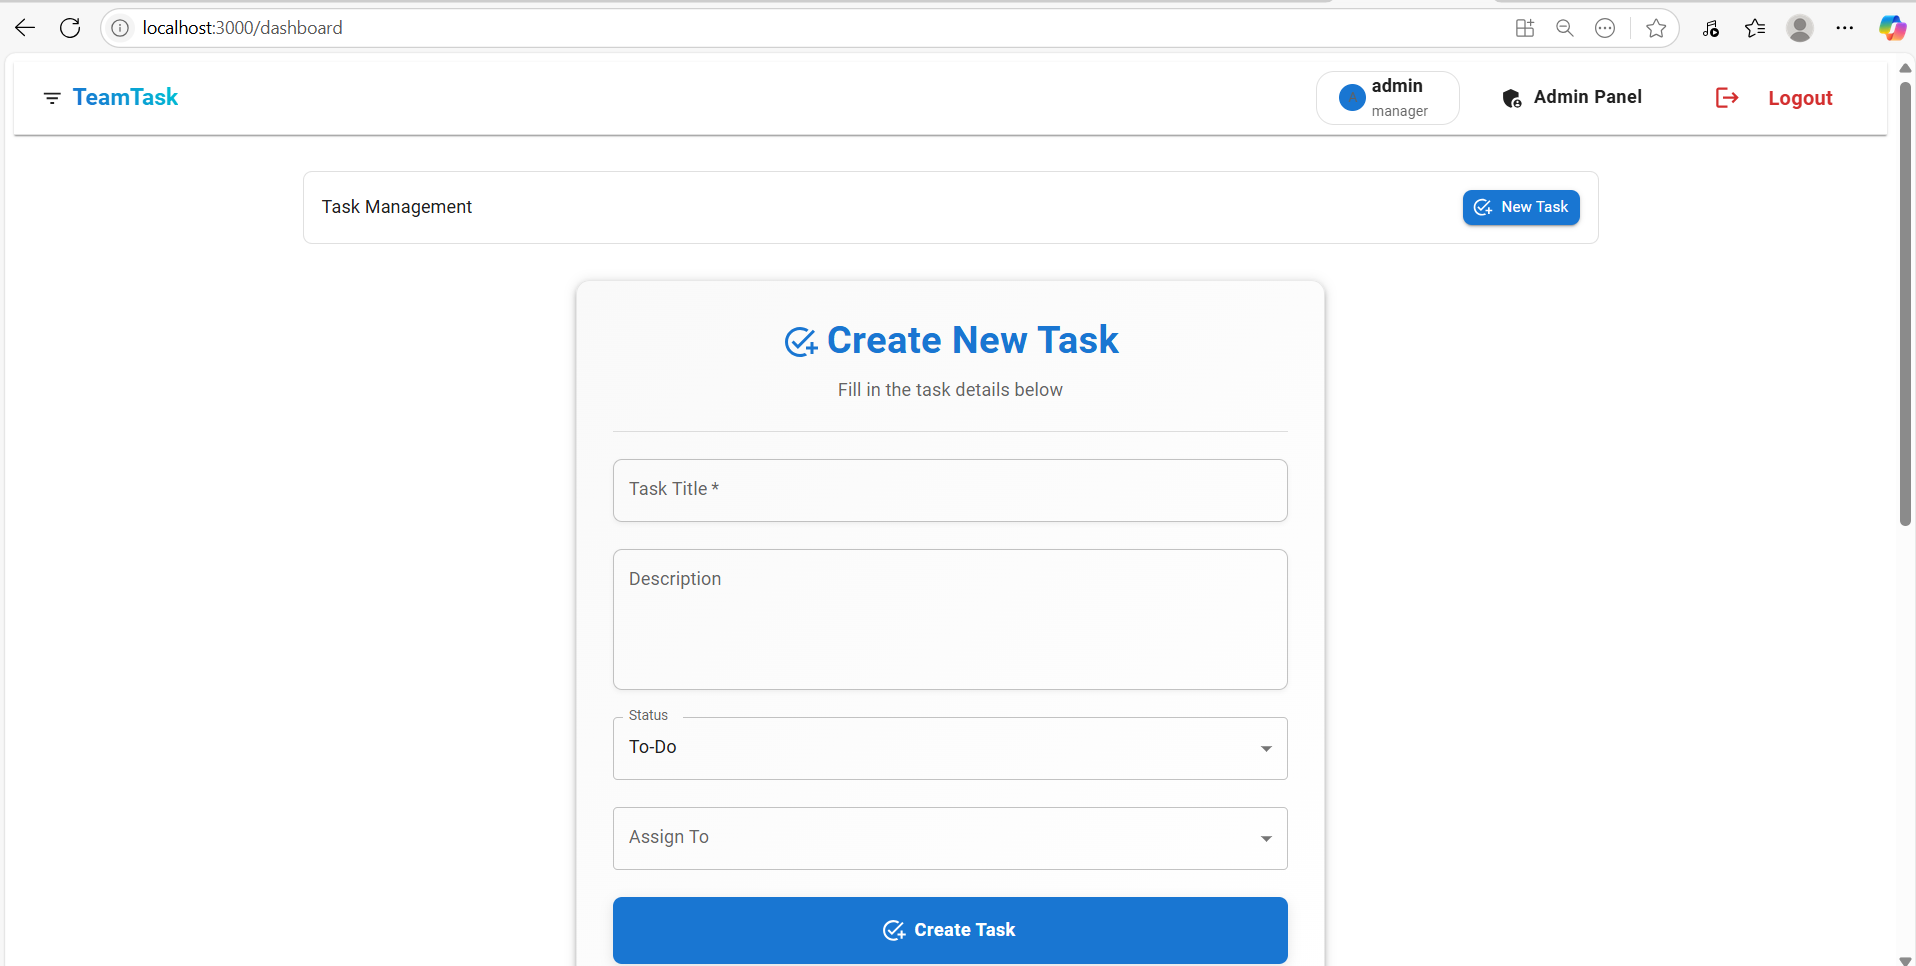 localhost:3000/dashboard
TeamTask
admin
manager
Admin Panel
Logout
Task Management
New Task
Create New Task
Fill in the task details below
Task Title *
Description
Status
To-Do
Assign To
Create Task